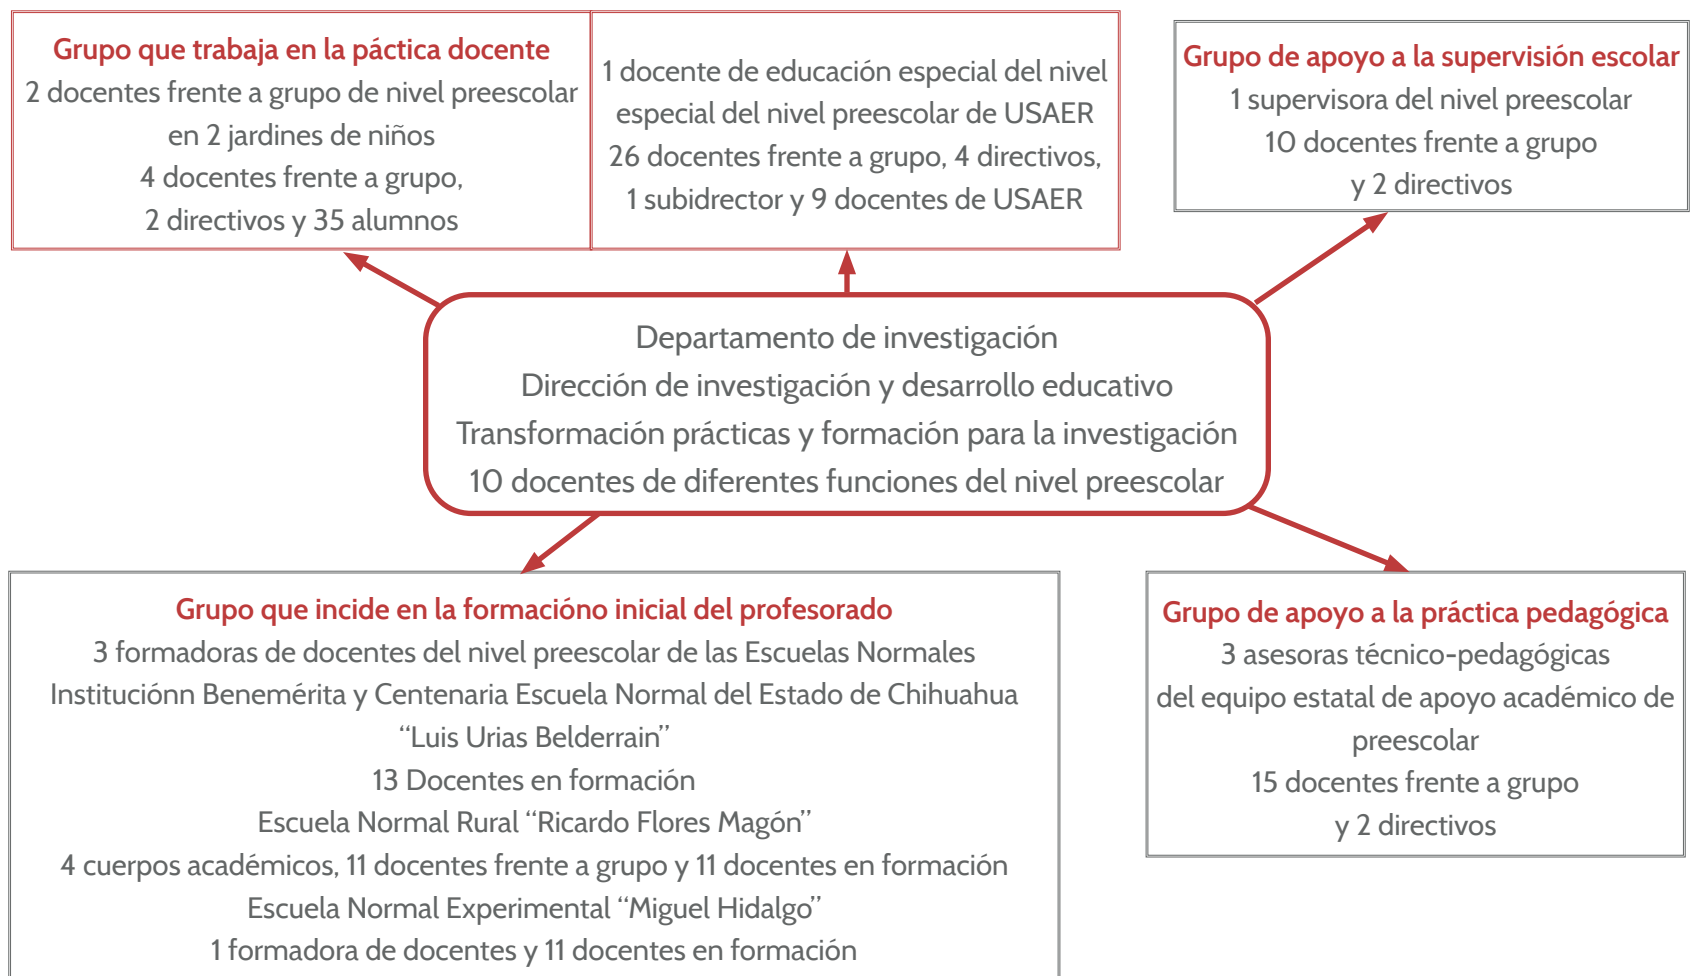 Grupo que trabaja en la páctica docente
2 docentes frente a grupo de nivel preescolar
en 2 jardines de niños
4 docentes frente a grupo,
2 directivos y 35 alumnos
1 docente de educación especial del nivel
especial del nivel preescolar de USAER
26 docentes frente a grupo, 4 directivos,
1 subidrector y 9 docentes de USAER
Grupo de apoyo a la supervisión escolar
1 supervisora del nivel preescolar
10 docentes frente a grupo
y 2 directivos
Departamento de investigación
Dirección de investigación y desarrollo educativo
Transformación prácticas y formación para la investigación
10 docentes de diferentes funciones del nivel preescolar
Grupo que incide en la formacióno inicial del profesorado
3 formadoras de docentes del nivel preescolar de las Escuelas Normales
Instituciónn Benemérita y Centenaria Escuela Normal del Estado de Chihuahua
“Luis Urias Belderrain”
13 Docentes en formación
Escuela Normal Rural “Ricardo Flores Magón”
4 cuerpos académicos, 11 docentes frente a grupo y 11 docentes en formación
Escuela Normal Experimental “Miguel Hidalgo”
1 formadora de docentes y 11 docentes en formación
Grupo de apoyo a la práctica pedagógica
3 asesoras técnico-pedagógicas
del equipo estatal de apoyo académico de
preescolar
15 docentes frente a grupo
y 2 directivos